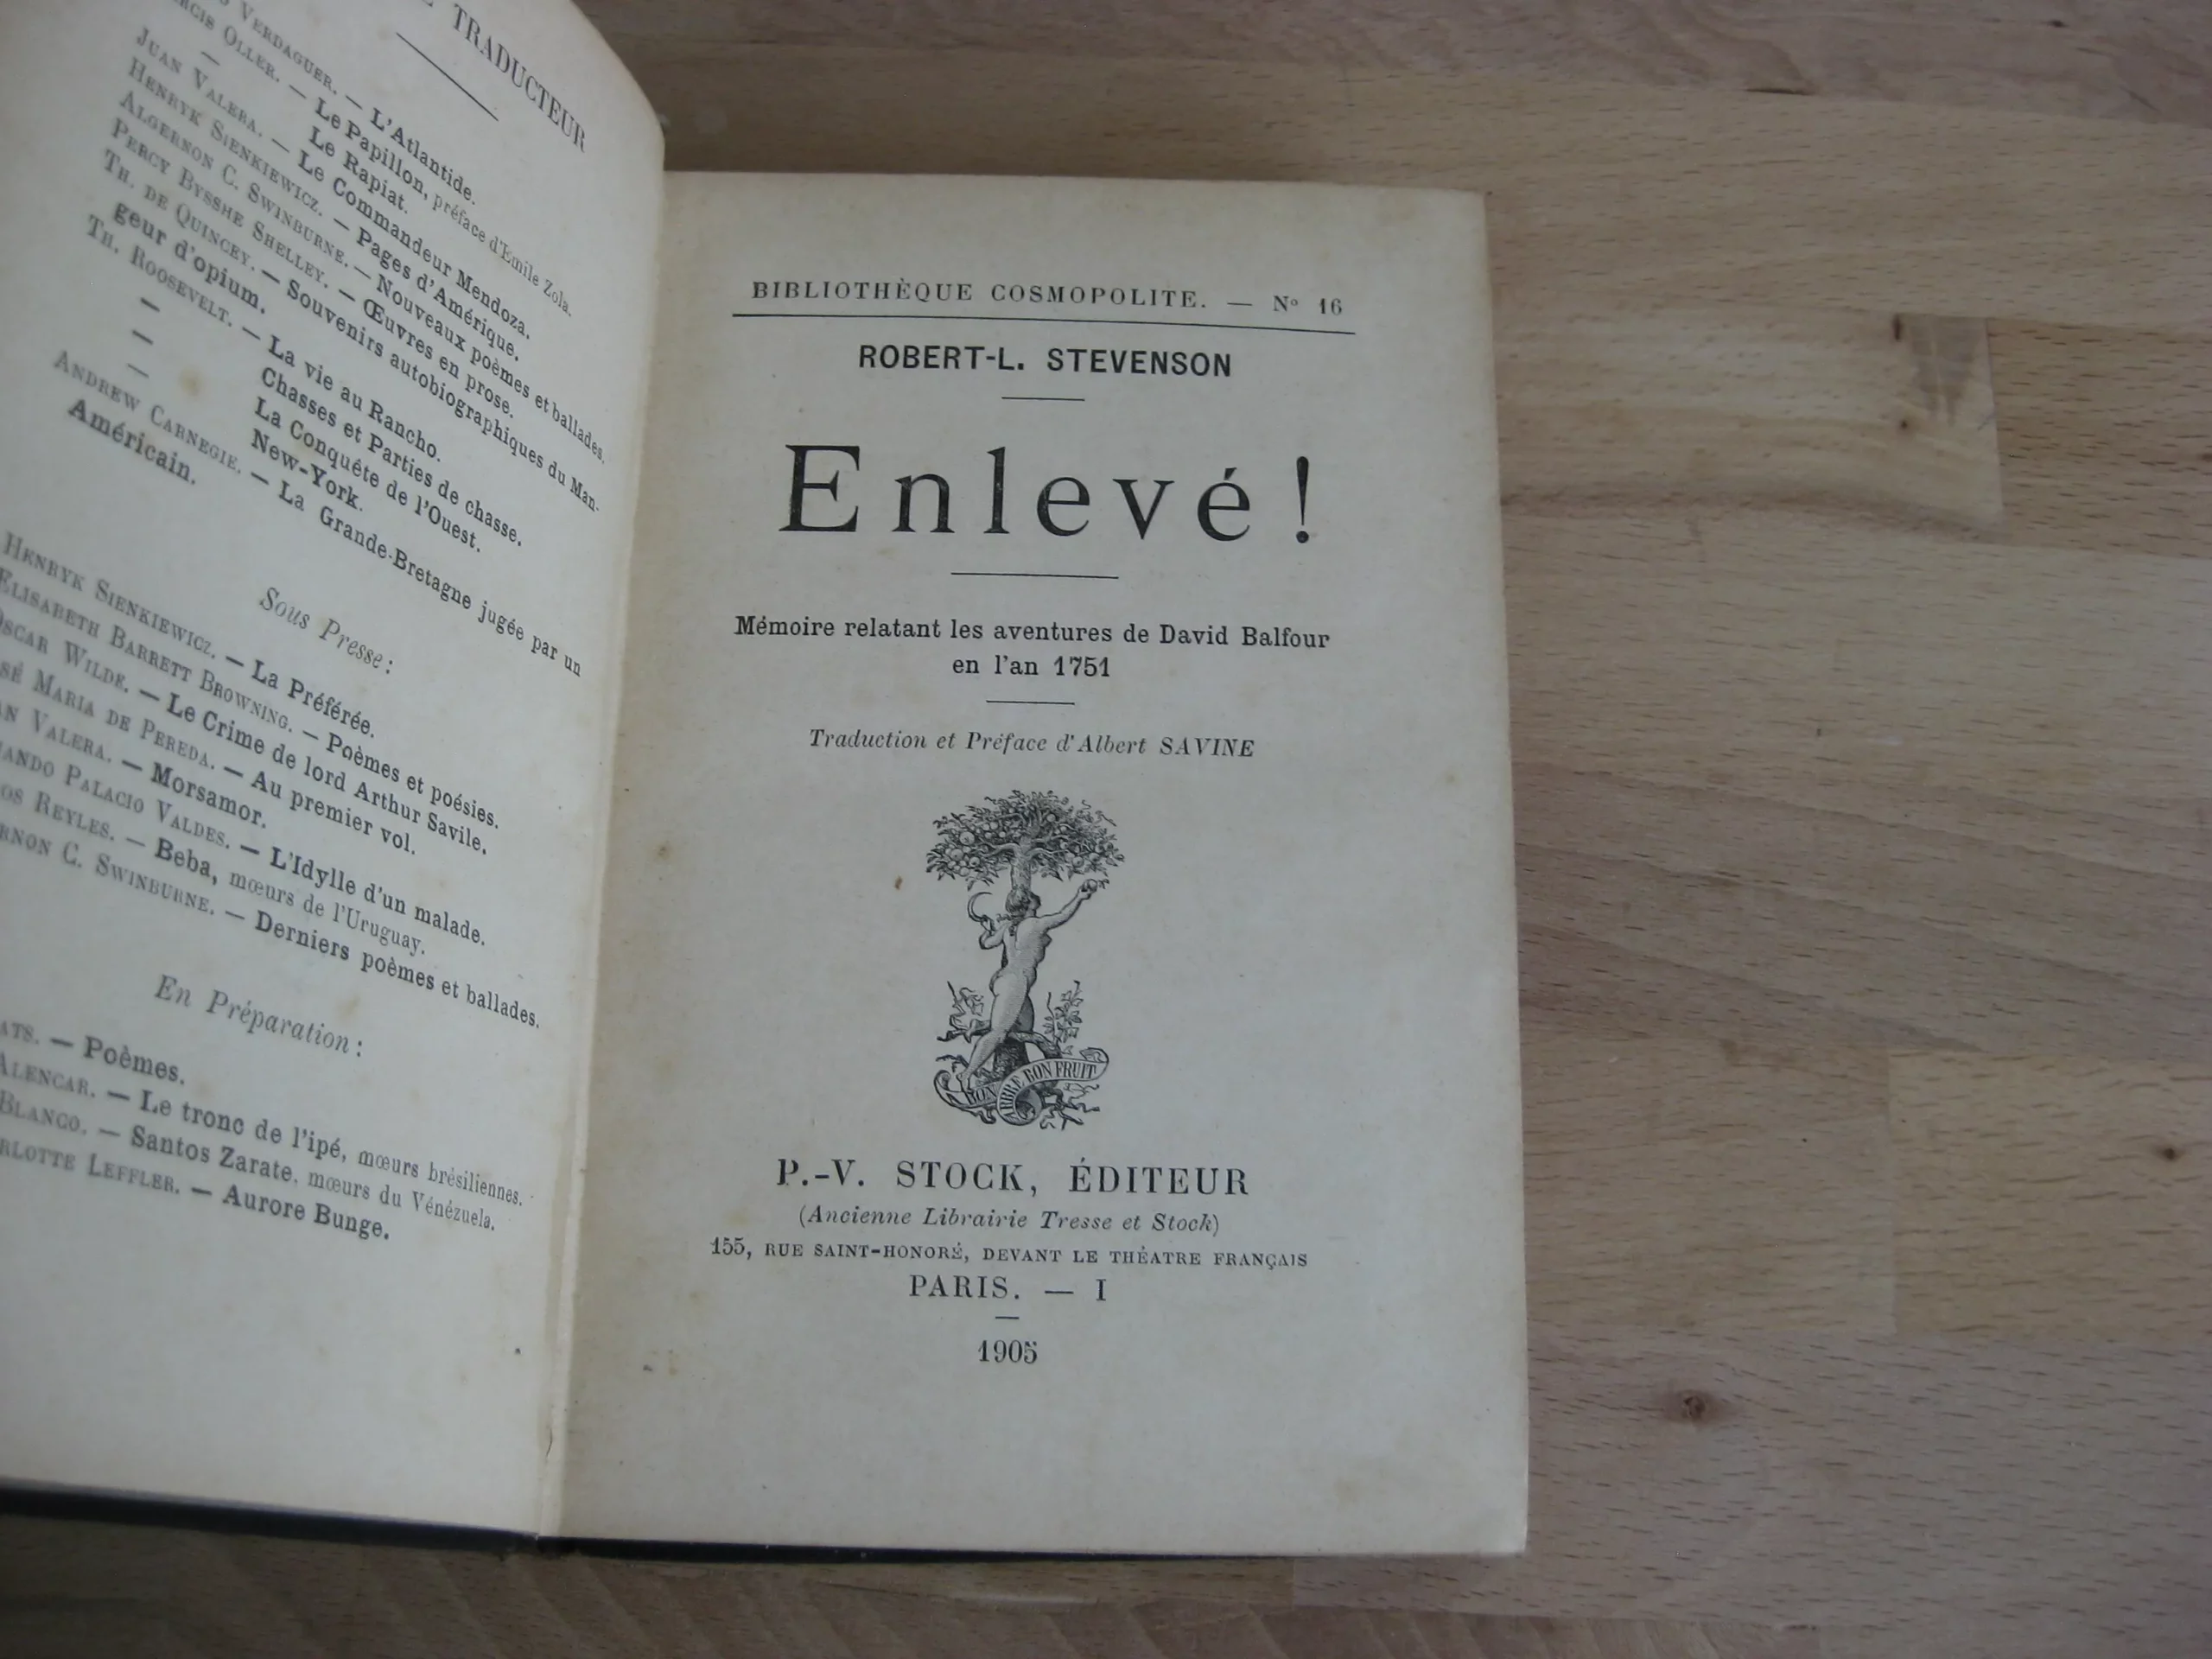 TRADUCTEUR
VERDAGUER. — L'Atlantide.
OLLER. — Le Papillon, préface d'Emile Zola.
— Le Rapiat.
JUAN VALERA. — Le Commandeur Mendoza.
HENRYK SIENKIEWICZ. — Pages d'Amérique.
ALGERNON C. SWINBURNE. — Nouveaux poèmes et ballades.
PERCY BYSSHE SHELLEY. — Œuvres en prose.
TH. DE QUINCEY. — Souvenirs autobiographiques du Man-
geur d'opium.
TH. ROOSEVELT. — La vie au Rancho.
— Chasses et Parties de chasse.
— La Conquête de l'Ouest.
— New-York.
ANDREW CARNEGIE. — La Grande-Bretagne jugée par un
Américain.
Sous Presse :
HENRYK SIENKIEWICZ. — La Préférée.
ELISABETH BARRETT BROWNING. — Poèmes et poésies.
OSCAR WILDE. — Le Crime de lord Arthur Savile.
MARIA DE PEREDA. — Au premier vol.
VALERA. — Morsamor.
PALACIO VALDES. — L'Idylle d'un malade.
REYLES. — Beba, mœurs de l'Uruguay.
C. SWINBURNE. — Derniers poèmes et ballades.
En Préparation :
— Poèmes.
ALENCAR. — Le tronc de l'ipé, mœurs brésiliennes.
BLANCO. — Santos Zarate, mœurs du Vénézuela.
LEFFLER. — Aurore Bunge.
BIBLIOTHÈQUE COSMOPOLITE. — Nº 16
ROBERT-L. STEVENSON
Enlevé !
Mémoire relatant les aventures de David Balfour
en l'an 1751
Traduction et Préface d'Albert SAVINE
BON ARBRE BON FRUIT
P.-V. STOCK, ÉDITEUR
(Ancienne Librairie Tresse et Stock)
155, RUE SAINT-HONORÉ, DEVANT LE THÉATRE FRANÇAIS
PARIS. — I
1905